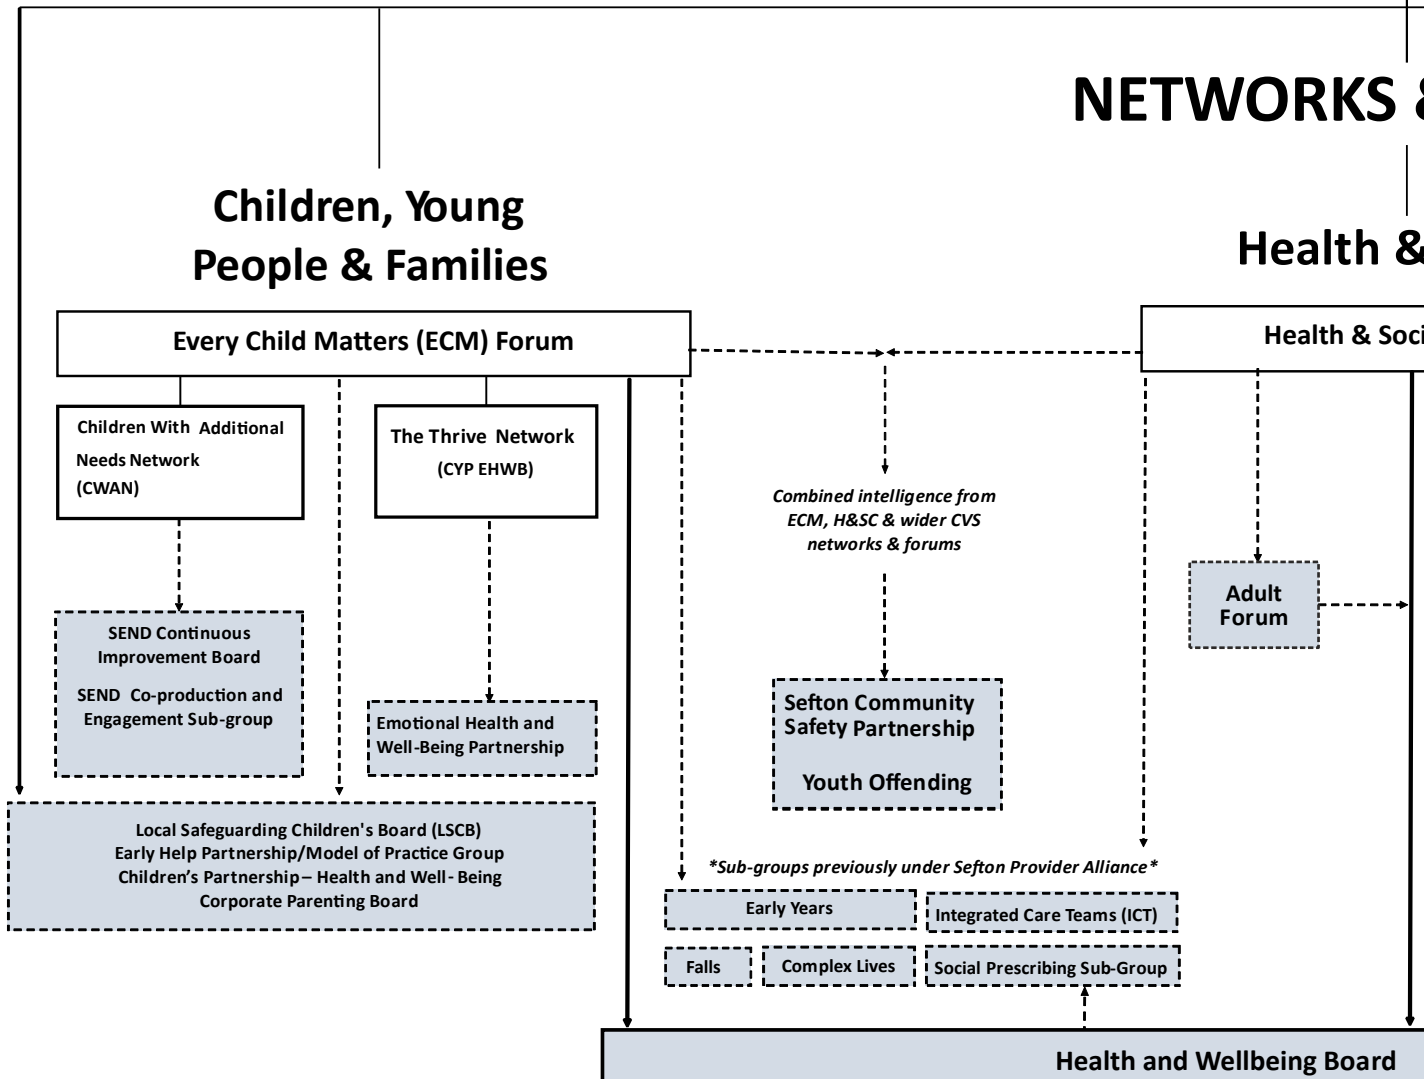 NETWORKS &
Children, Young
People & Families
Health &
Every Child Matters (ECM) Forum
Health & Soci
Children With Additional
Needs Network
(CWAN)
The Thrive Network
(CYP EHWB)
Combined intelligence from
ECM, H&SC & wider CVS
networks & forums
Adult
Forum
SEND Continuous
Improvement Board
SEND Co-production and
Engagement Sub-group
Emotional Health and
Well-Being Partnership
Sefton Community
Safety Partnership
Youth Offending
Local Safeguarding Children's Board (LSCB)
Early Help Partnership/Model of Practice Group
Children’s Partnership – Health and Well- Being
Corporate Parenting Board
*Sub-groups previously under Sefton Provider Alliance*
Early Years
Integrated Care Teams (ICT)
Falls
Complex Lives
Social Prescribing Sub-Group
Health and Wellbeing Board